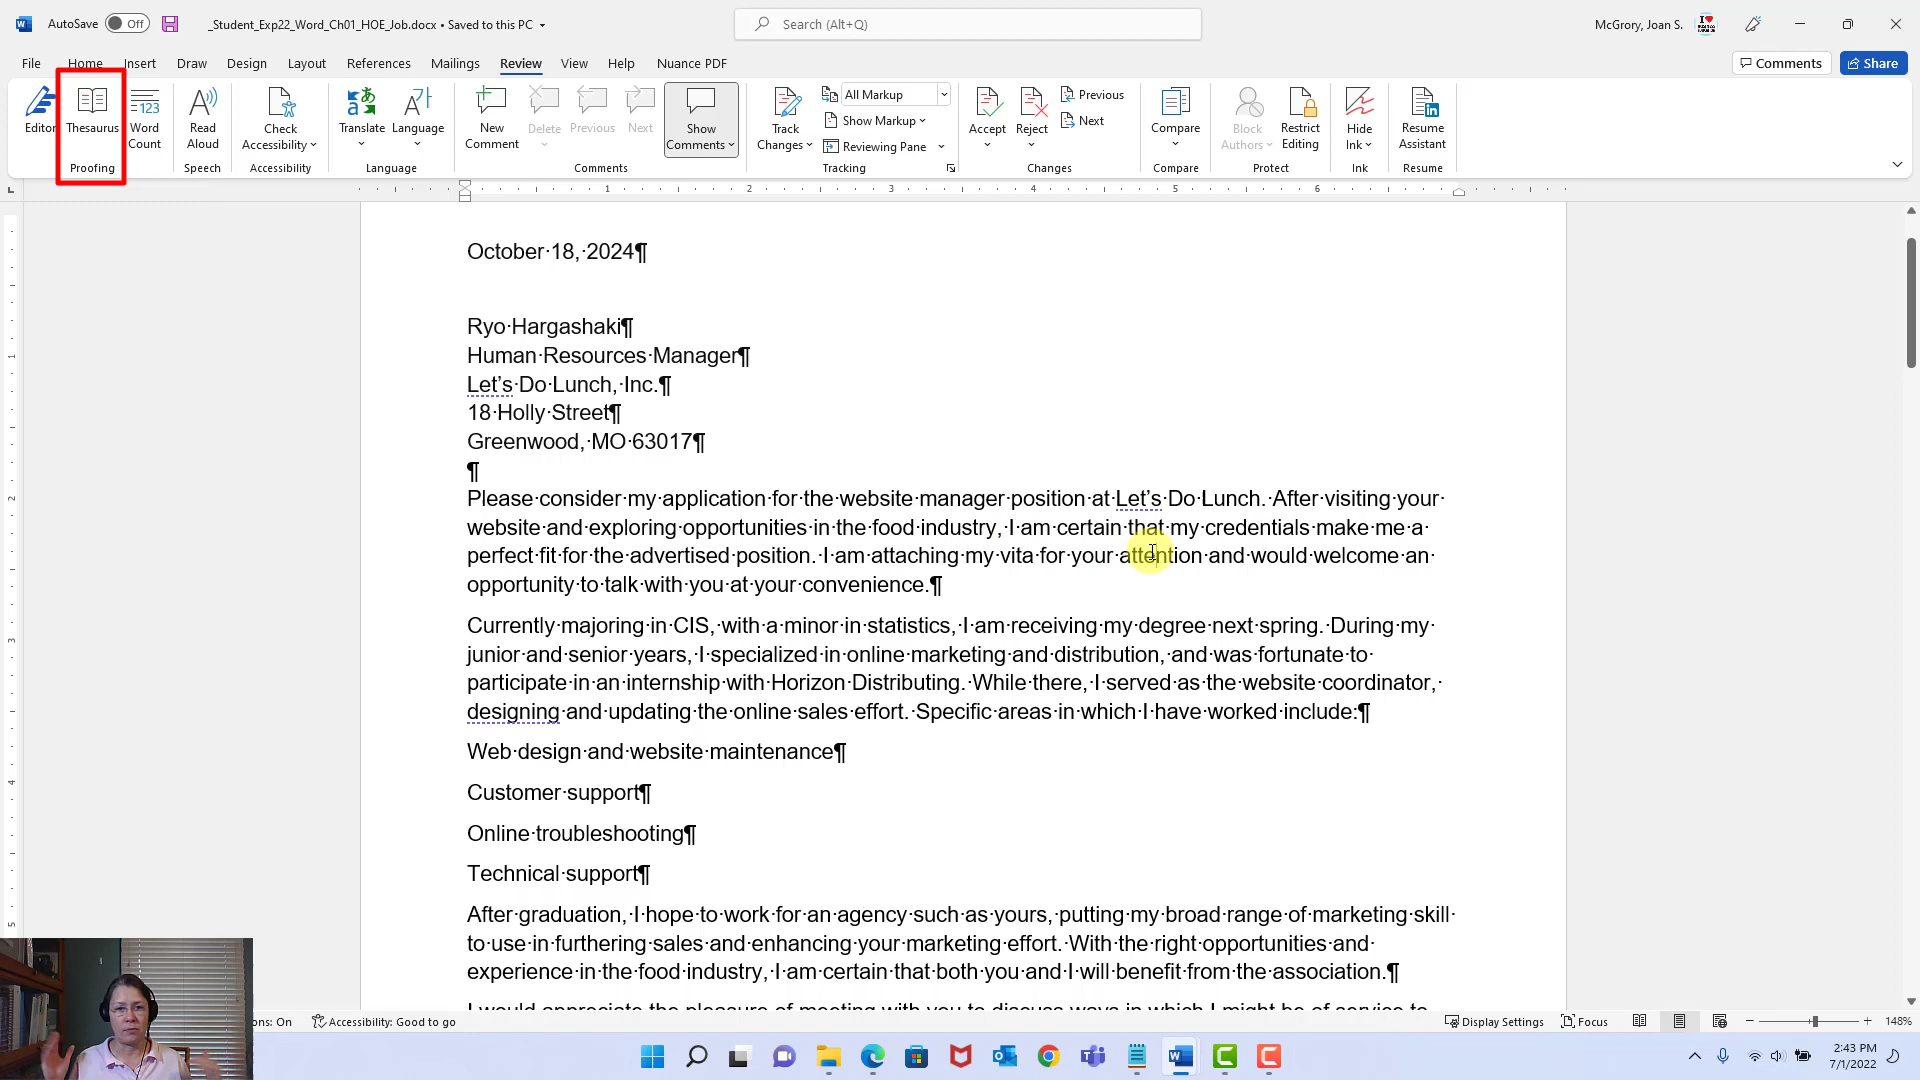 AutoSave Off _Student_Exp22_Word_Ch01_HOE_Job.docx • Saved to this PC Search (Alt+Q) McGrory, Joan S.
File Home Insert Draw Design Layout References Mailings Review View Help Nuance PDF Comments Share
Editor Thesaurus Word Count
Proofing
Read Aloud
Speech
Check Accessibility
Accessibility
Translate Language
Language
New Comment Delete Previous Next Show Comments
Comments
Track Changes All Markup
Show Markup
Reviewing Pane
Tracking
Accept Reject Previous
Next
Changes
Compare
Compare
Block Authors Restrict Editing
Protect
Hide Ink
Ink
Resume Assistant
Resume
1 2 3 4 5 6
October·18,·2024¶
Ryo·Hargashaki¶
Human·Resources·Manager¶
Let’s·Do·Lunch,·Inc.¶
18·Holly·Street¶
Greenwood,·MO·63017¶
¶
Please·consider·my·application·for·the·website·manager·position·at·Let’s·Do·Lunch.·After·visiting·your·
website·and·exploring·opportunities·in·the·food·industry,·I·am·certain·that·my·credentials·make·me·a·
perfect·fit·for·the·advertised·position.·I·am·attaching·my·vita·for·your·attention·and·would·welcome·an·
opportunity·to·talk·with·you·at·your·convenience.¶
Currently·majoring·in·CIS,·with·a·minor·in·statistics,·I·am·receiving·my·degree·next·spring.·During·my·
junior·and·senior·years,·I·specialized·in·online·marketing·and·distribution,·and·was·fortunate·to·
participate·in·an·internship·with·Horizon·Distributing.·While·there,·I·served·as·the·website·coordinator,·
designing·and·updating·the·online·sales·effort.·Specific·areas·in·which·I·have·worked·include:¶
Web·design·and·website·maintenance¶
Customer·support¶
Online·troubleshooting¶
Technical·support¶
After·graduation,·I·hope·to·work·for·an·agency·such·as·yours,·putting·my·broad·range·of·marketing·skill·
to·use·in·furthering·sales·and·enhancing·your·marketing·effort.·With·the·right·opportunities·and·
experience·in·the·food·industry,·I·am·certain·that·both·you·and·I·will·benefit·from·the·association.¶
I·would·appreciate·the·pleasure·of·meeting·with·you·to·discuss·ways·in·which·I·might·be·of·service·to·
1
2
3
4
5
On Accessibility: Good to go Display Settings Focus 148%
2:43 PM
7/1/2022